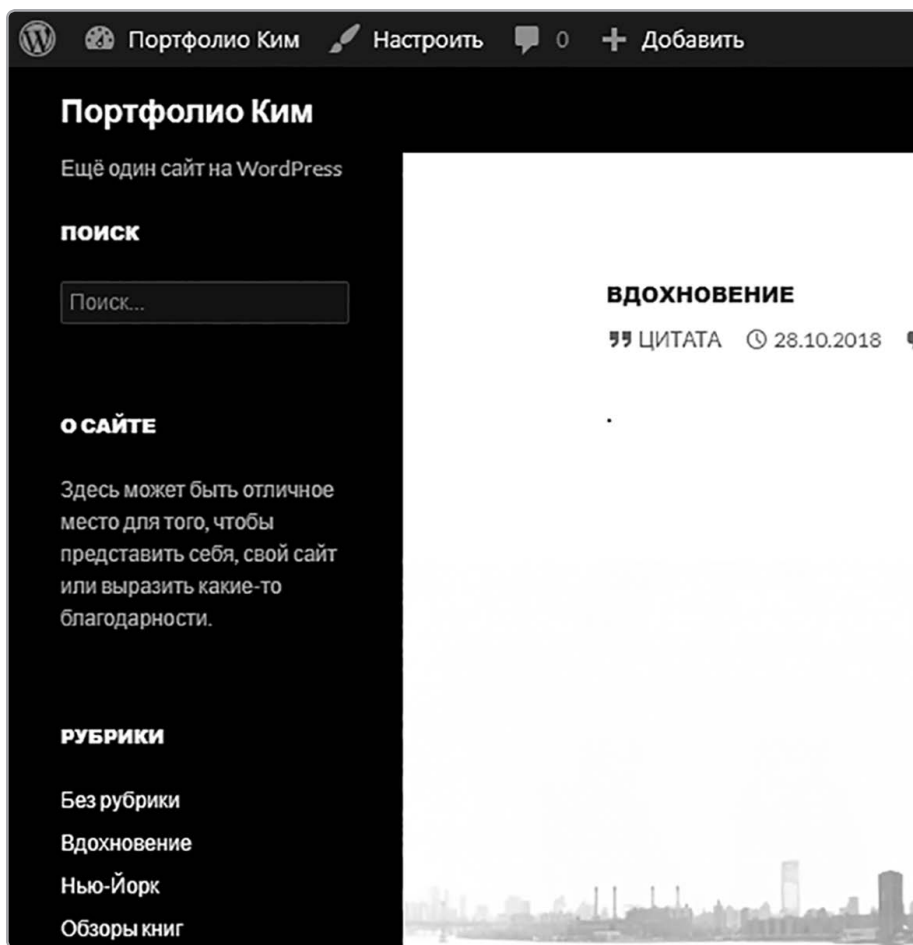 Портфолио Ким Настроить 0 Добавить
Портфолио Ким
Ещё один сайт на WordPress
ПОИСК
Поиск...
О САЙТЕ
Здесь может быть отличное
место для того, чтобы
представить себя, свой сайт
или выразить какие-то
благодарности.
РУБРИКИ
Без рубрики
Вдохновение
Нью-Йорк
Обзоры книг
ВДОХНОВЕНИЕ
ЦИТАТА 28.10.2018
.